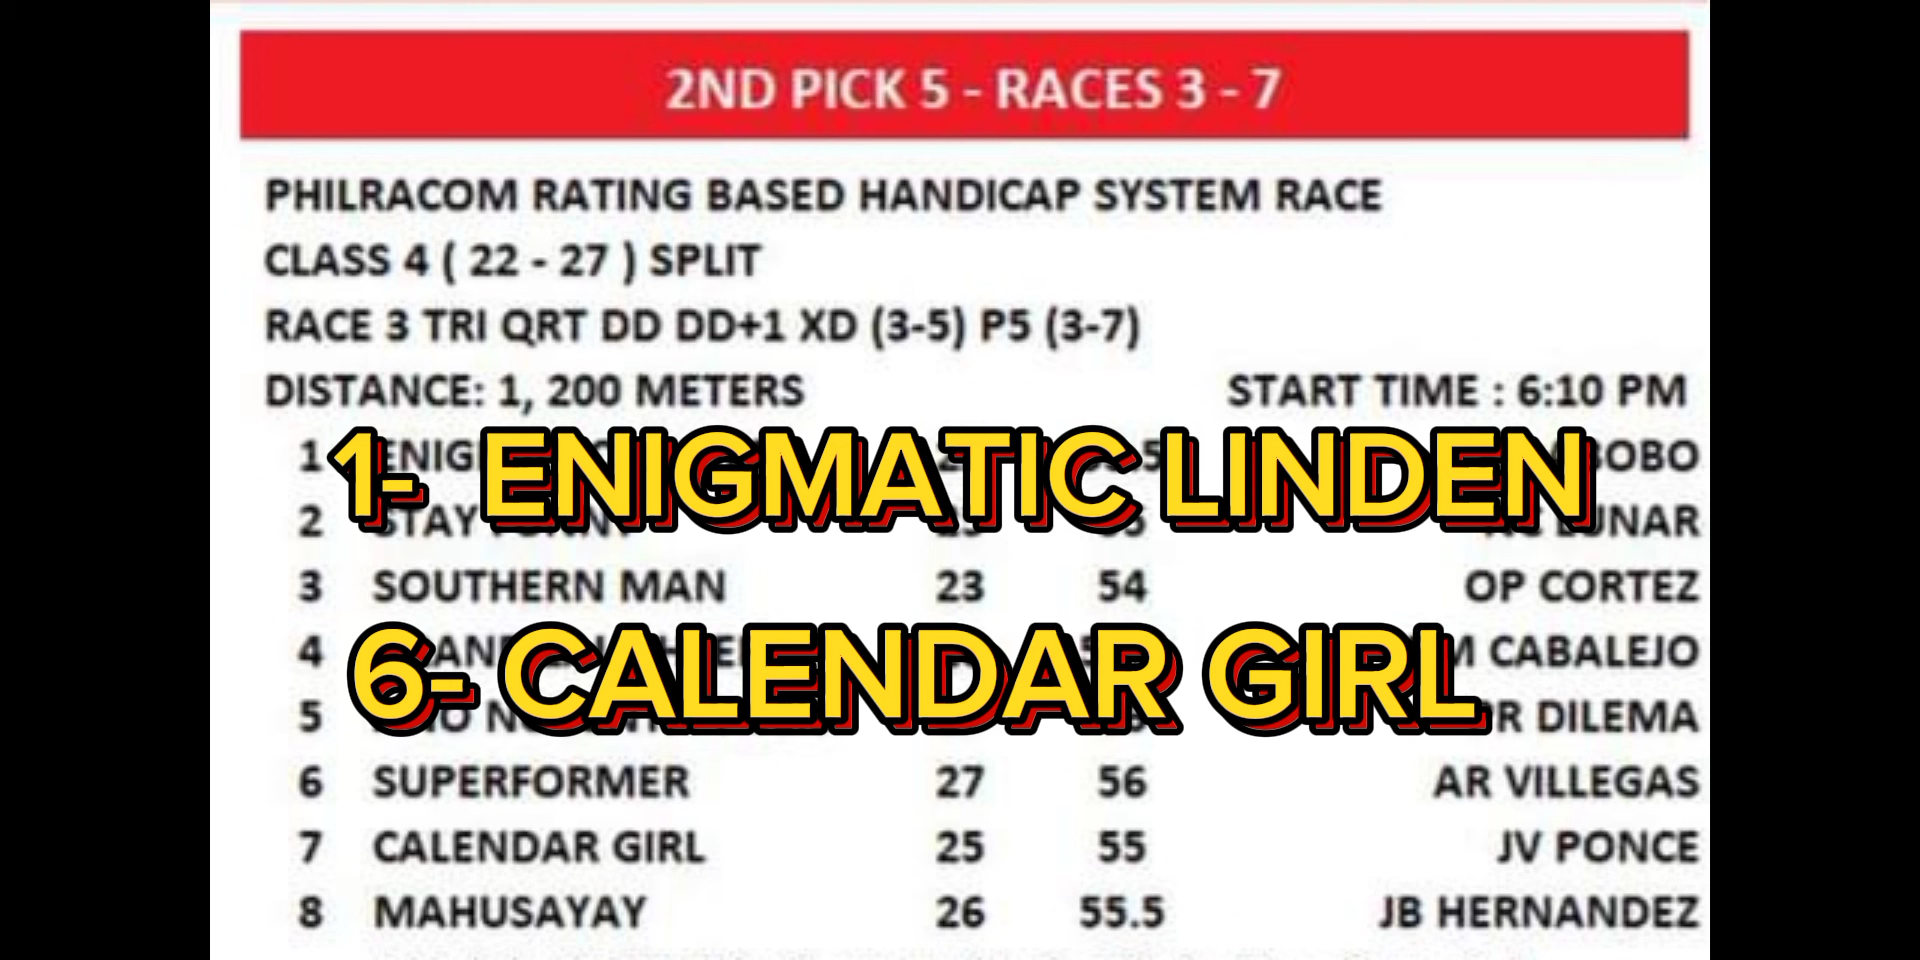 2ND PICK 5 - RACES 3 - 7
PHILRACOM RATING BASED HANDICAP SYSTEM RACE
CLASS 4 ( 22 - 27 ) SPLIT
RACE 3 TRI QRT DD DD+1 XD (3-5) P5 (3-7)
DISTANCE: 1, 200 METERS START TIME : 6:10 PM
1
1- ENIGMATIC LINDEN
2 STAY
3 SOUTHERN MAN 23 54 OP CORTEZ
4 CABALEJO
6- CALENDAR GIRL
5 DILEMA
6 SUPERFORMER 27 56 AR VILLEGAS
7 CALENDAR GIRL 25 55 JV PONCE
8 MAHUSAYAY 26 55.5 JB HERNANDEZ